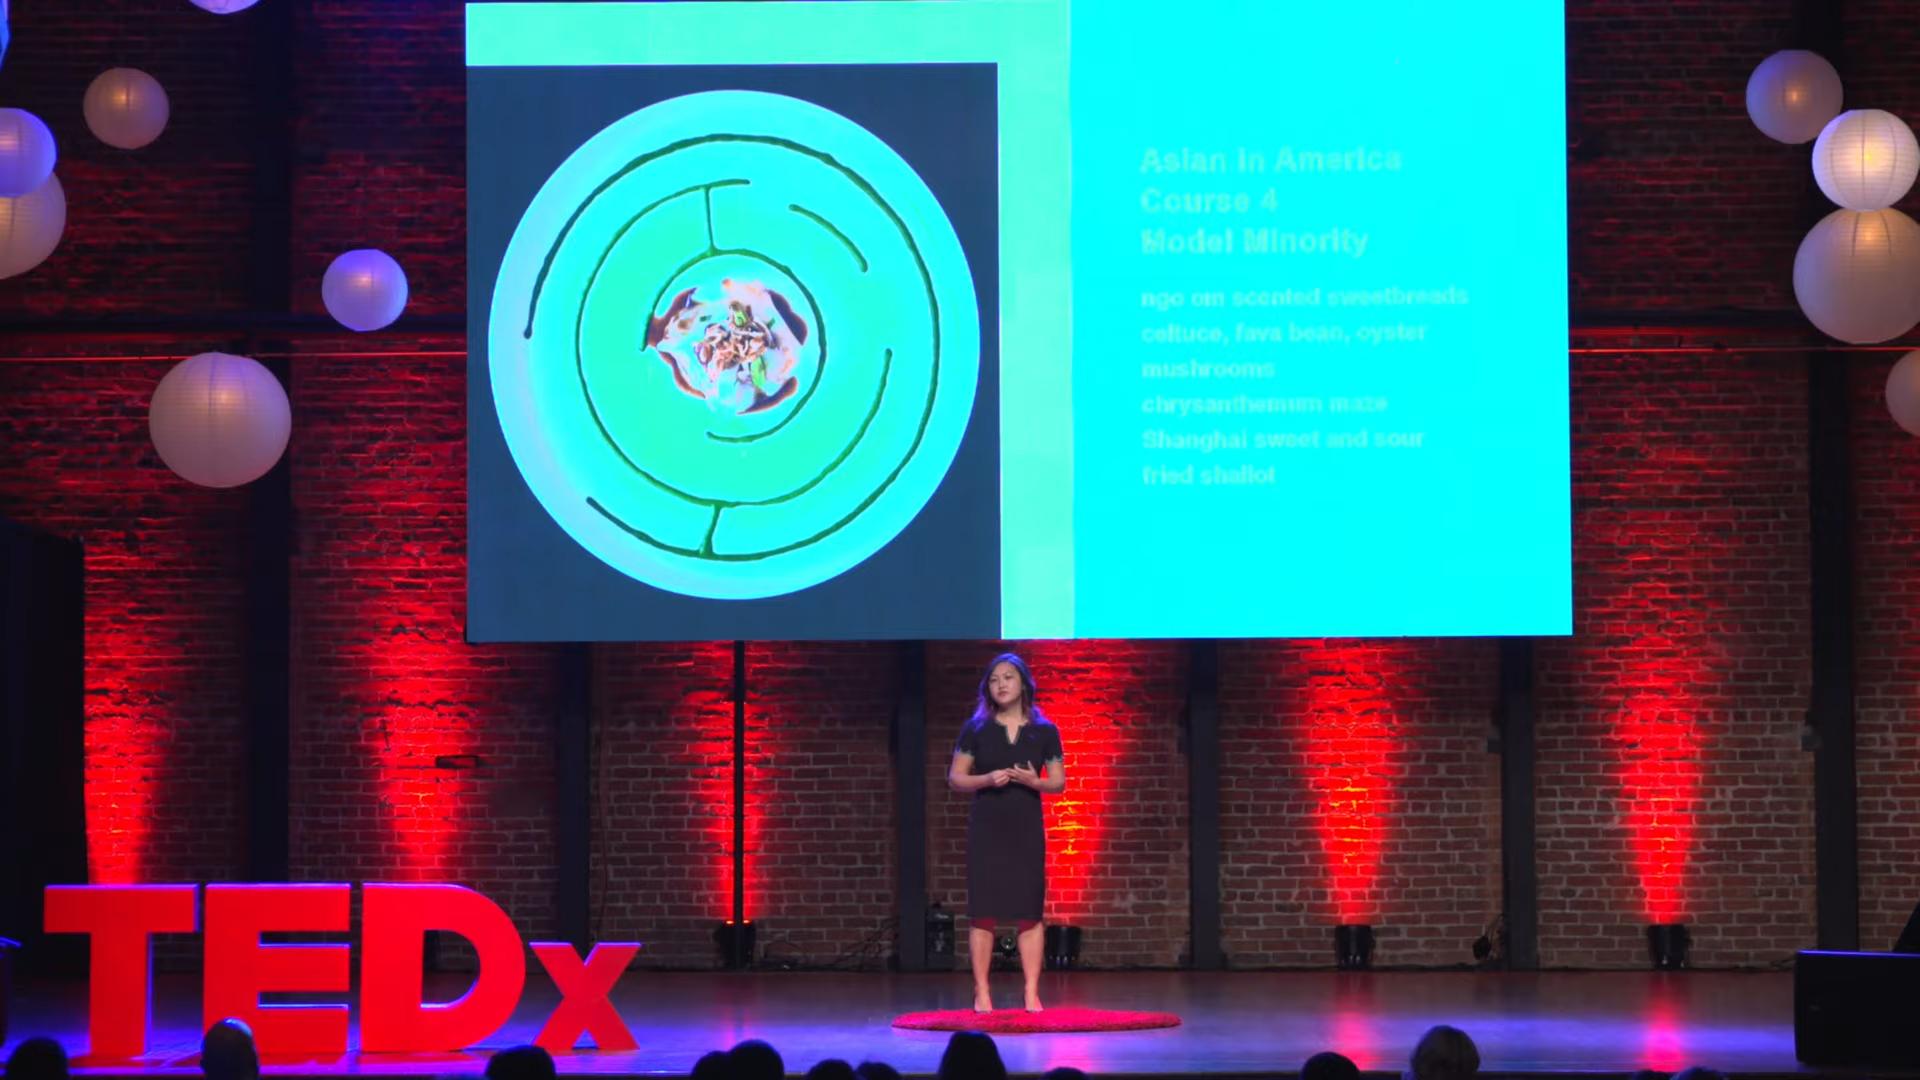 Asian in America
Course 4
Model Minority
ngo om scented sweetbreads
celtuce, fava bean, oyster
mushrooms
chrysanthemum maze
Shanghai sweet and sour
fried shallot
TEDx